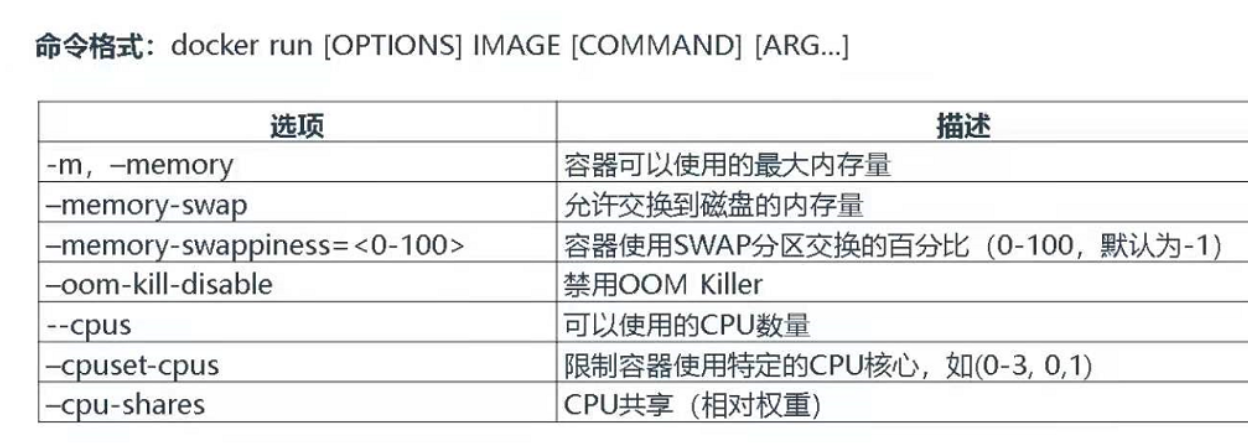 命令格式：docker run [OPTIONS] IMAGE [COMMAND] [ARG...]
选项 描述
-m，–memory 容器可以使用的最大内存量
–memory-swap 允许交换到磁盘的内存量
–memory-swappiness=<0-100> 容器使用SWAP分区交换的百分比（0-100，默认为-1）
–oom-kill-disable 禁用OOM Killer
--cpus 可以使用的CPU数量
–cpuset-cpus 限制容器使用特定的CPU核心，如(0-3, 0,1)
–cpu-shares CPU共享（相对权重）